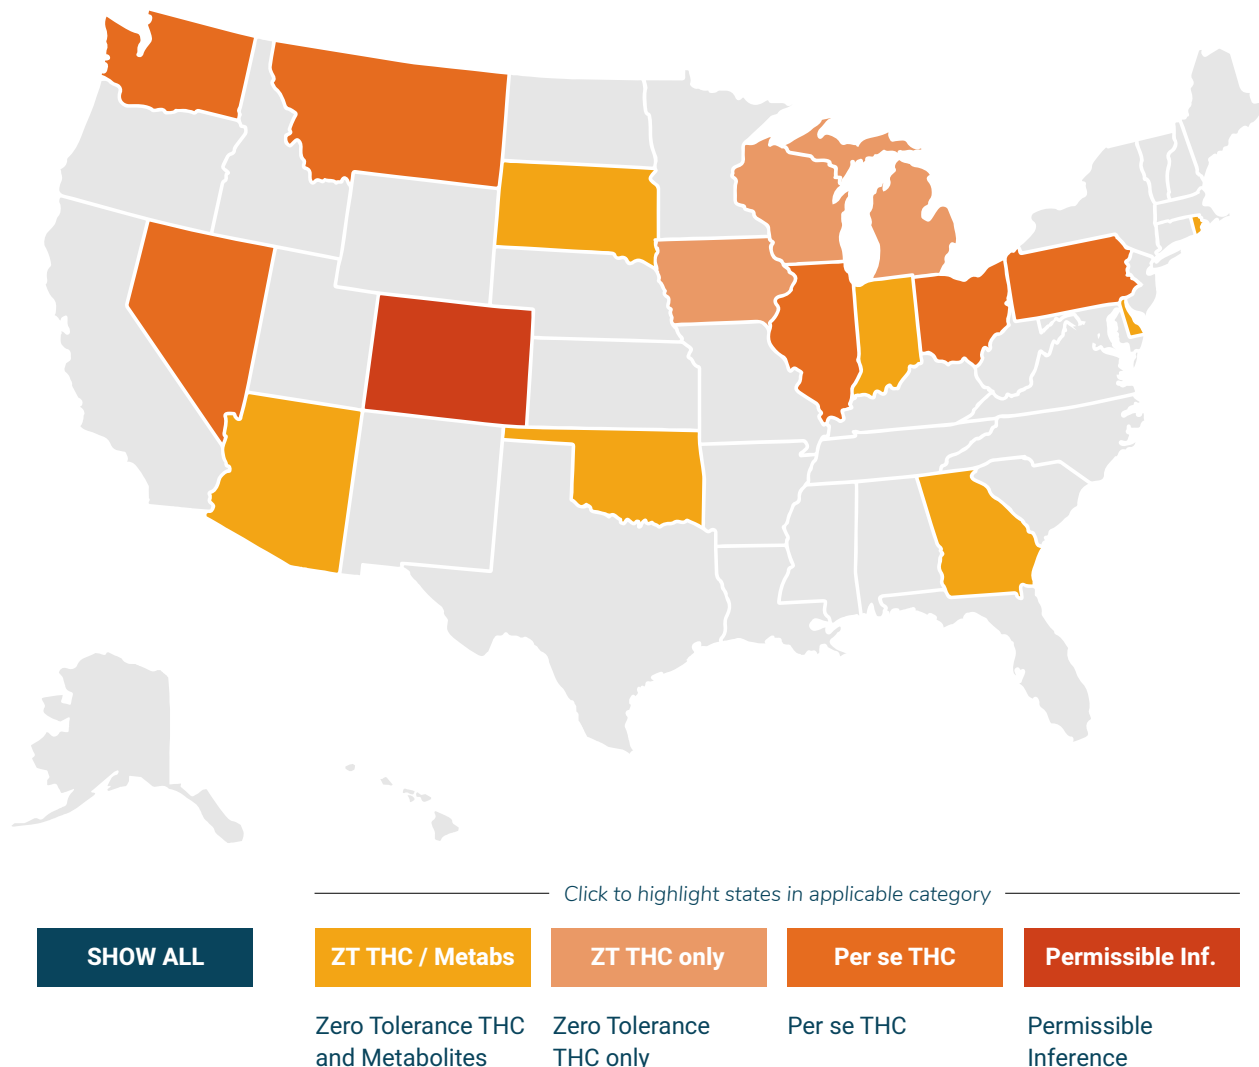 Click to highlight states in applicable category
SHOW ALL
ZT THC / Metabs
ZT THC only
Per se THC
Permissible Inf.
Zero Tolerance THC
and Metabolites
Zero Tolerance
THC only
Per se THC
Permissible
Inference